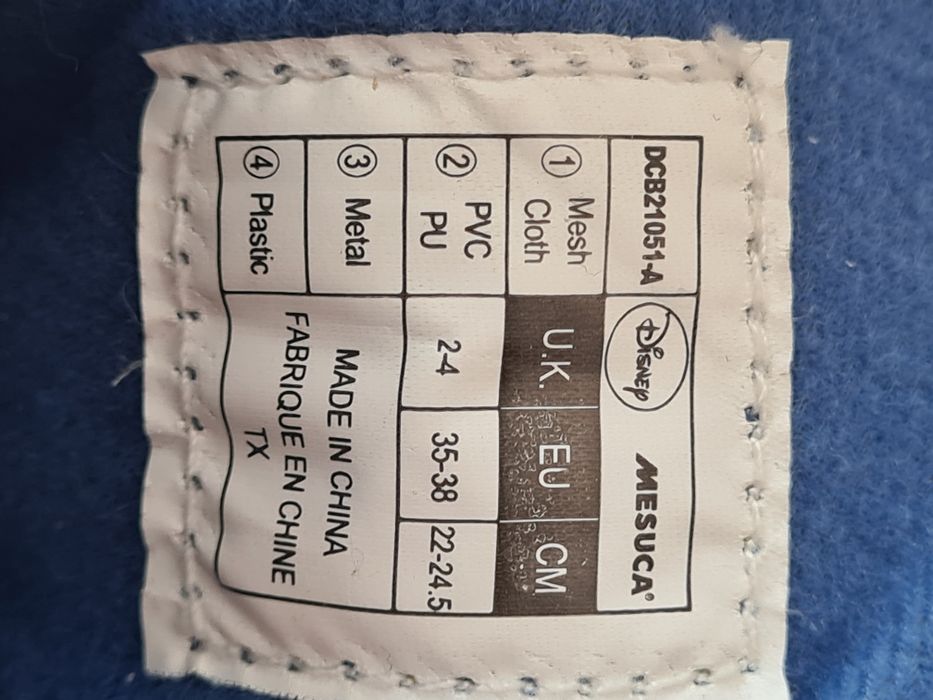 DCB21051-A
Disney MESUCA®
① Mesh
Cloth
U.K. EU CM
② PVC
PU
2-4 35-38 22-24.5
③ Metal
④ Plastic
MADE IN CHINA
FABRIQUE EN CHINE
TX